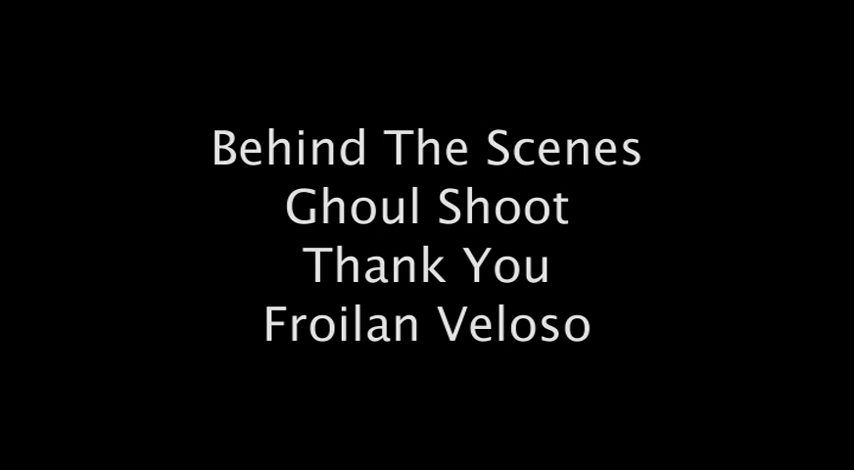 Behind The Scenes
Ghoul Shoot
Thank You
Froilan Veloso